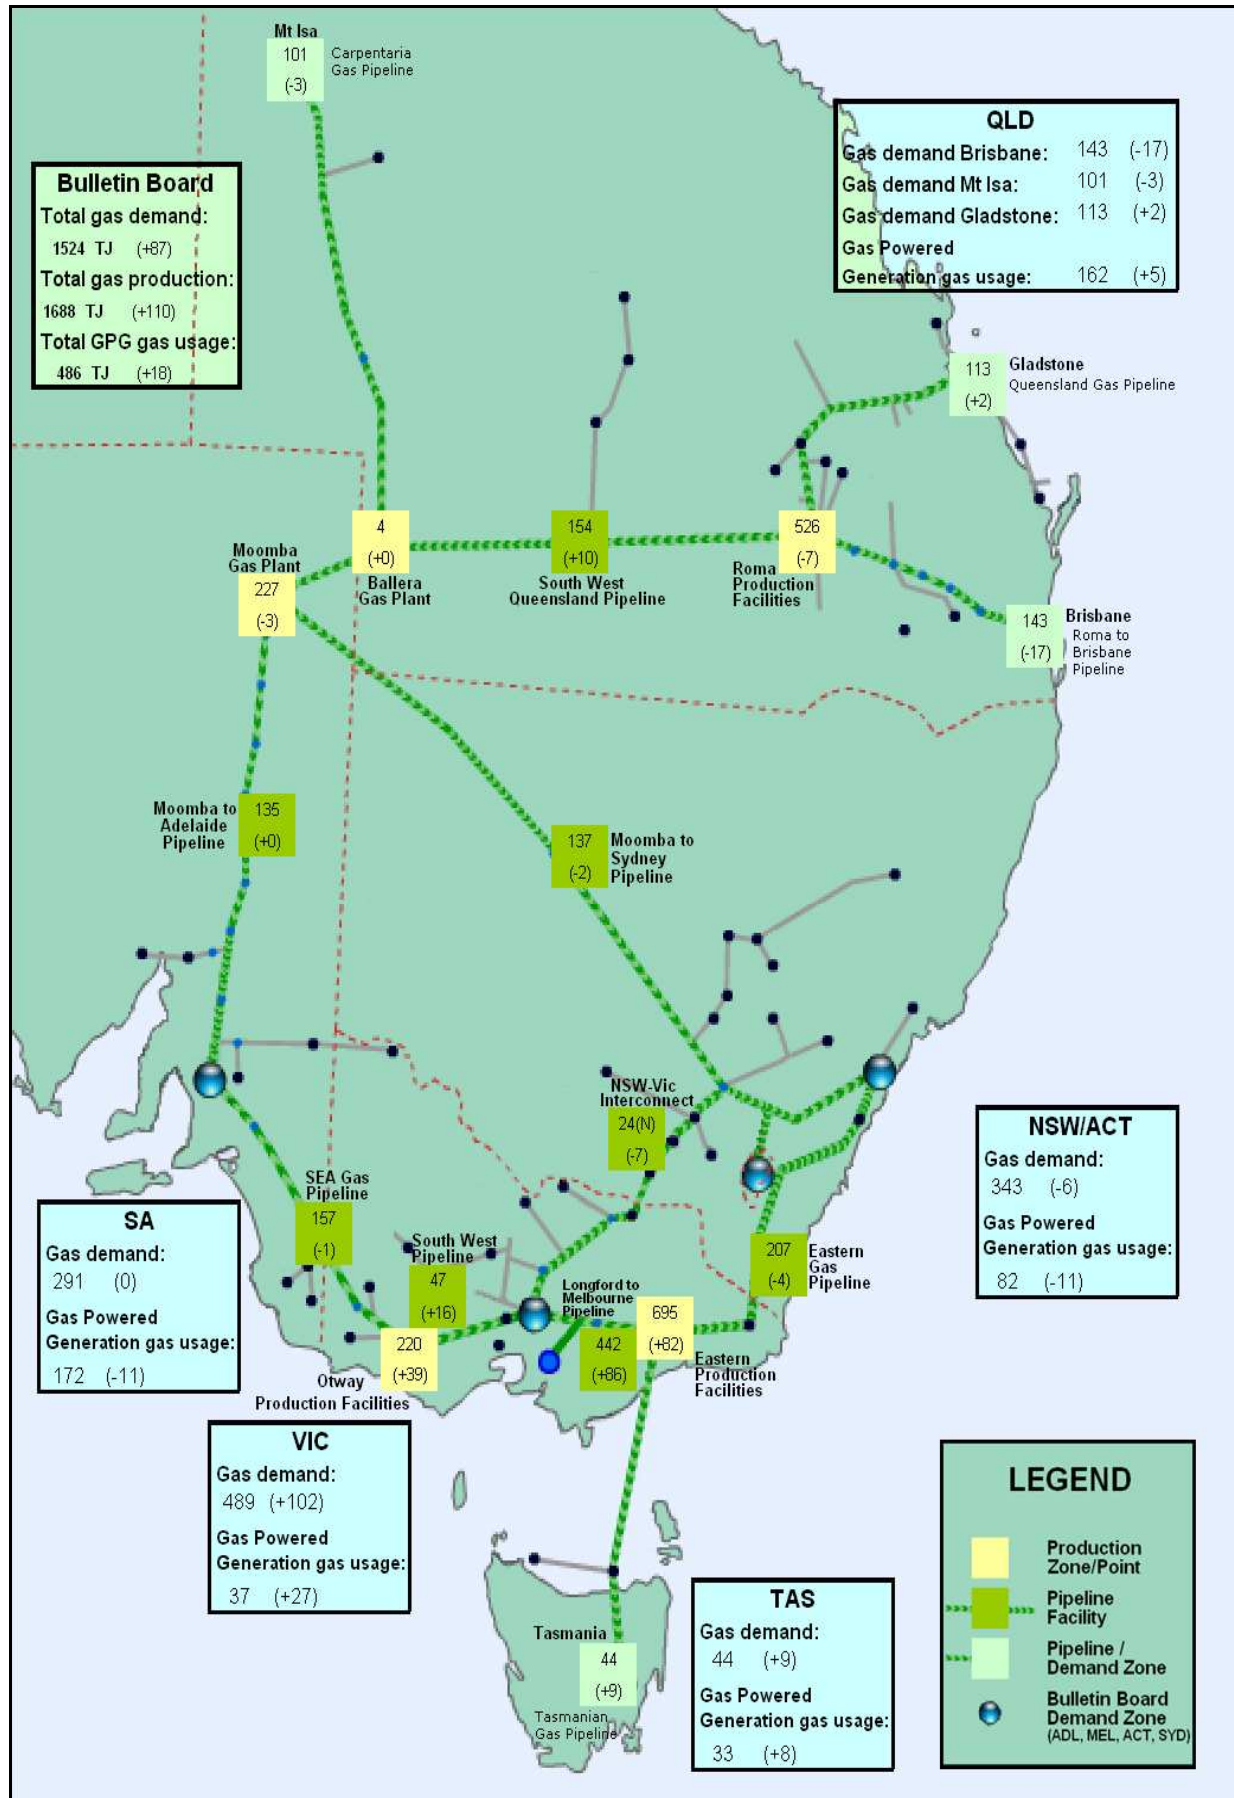 Mt Isa
101
(-3)
Carpentaria
Gas Pipeline
QLD
Gas demand Brisbane: 143 (-17)
Gas demand Mt Isa: 101 (-3)
Gas demand Gladstone: 113 (+2)
Gas Powered
Generation gas usage: 162 (+5)
Bulletin Board
Total gas demand:
1524 TJ (+87)
Total gas production:
1688 TJ (+110)
Total GPG gas usage:
486 TJ (+18)
113
(+2)
Gladstone
Queensland Gas Pipeline
4
(+0)
Ballera
Gas Plant
154
(+10)
South West
Queensland Pipeline
526
(-7)
Roma
Production
Facilities
Moomba
Gas Plant
227
(-3)
143
(-17)
Brisbane
Roma to
Brisbane
Pipeline
Moomba to
Adelaide
Pipeline
135
(+0)
137
(-2)
Moomba to
Sydney
Pipeline
NSW-Vic
Interconnect
24(N)
(-7)
NSW/ACT
Gas demand:
343 (-6)
Gas Powered
Generation gas usage:
82 (-11)
SEA Gas
Pipeline
157
(-1)
SA
Gas demand:
291 (0)
Gas Powered
Generation gas usage:
172 (-11)
South West
Pipeline
47
(+16)
207
(-4)
Eastern
Gas
Pipeline
Longford to
Melbourne
Pipeline
695
(+82)
442
(+86)
Eastern
Production
Facilities
220
(+39)
Otway
Production Facilities
VIC
Gas demand:
489 (+102)
Gas Powered
Generation gas usage:
37 (+27)
Tasmania
44
(+9)
Tasmanian
Gas Pipeline
TAS
Gas demand:
44 (+9)
Gas Powered
Generation gas usage:
33 (+8)
LEGEND
Production
Zone/Point
Pipeline
Facility
Pipeline /
Demand Zone
Bulletin Board
Demand Zone
(ADL, MEL, ACT, SYD)